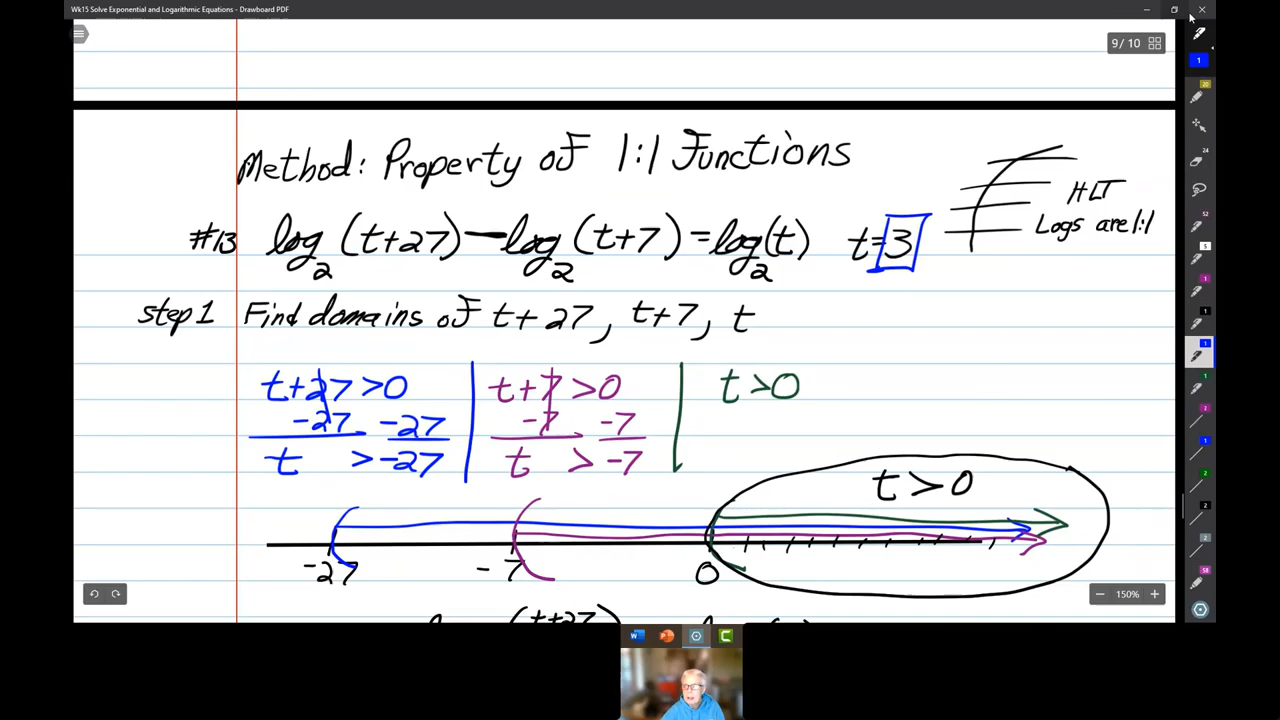 Wk15 Solve Exponential and Logarithmic Equations - Drawboard PDF
9 / 10
Method: Property of 1:1 Functions
HLT
Logs are 1:1
#13 log₂(t+27) − log₂(t+7) = log₂(t) t=3
step 1 Find domains of t+27, t+7, t
t+27 >0 t+7 >0 t>0
-27 -27 -7 -7
t > -27 t > -7
t > 0
-27 -7 0
(t+27)
150%